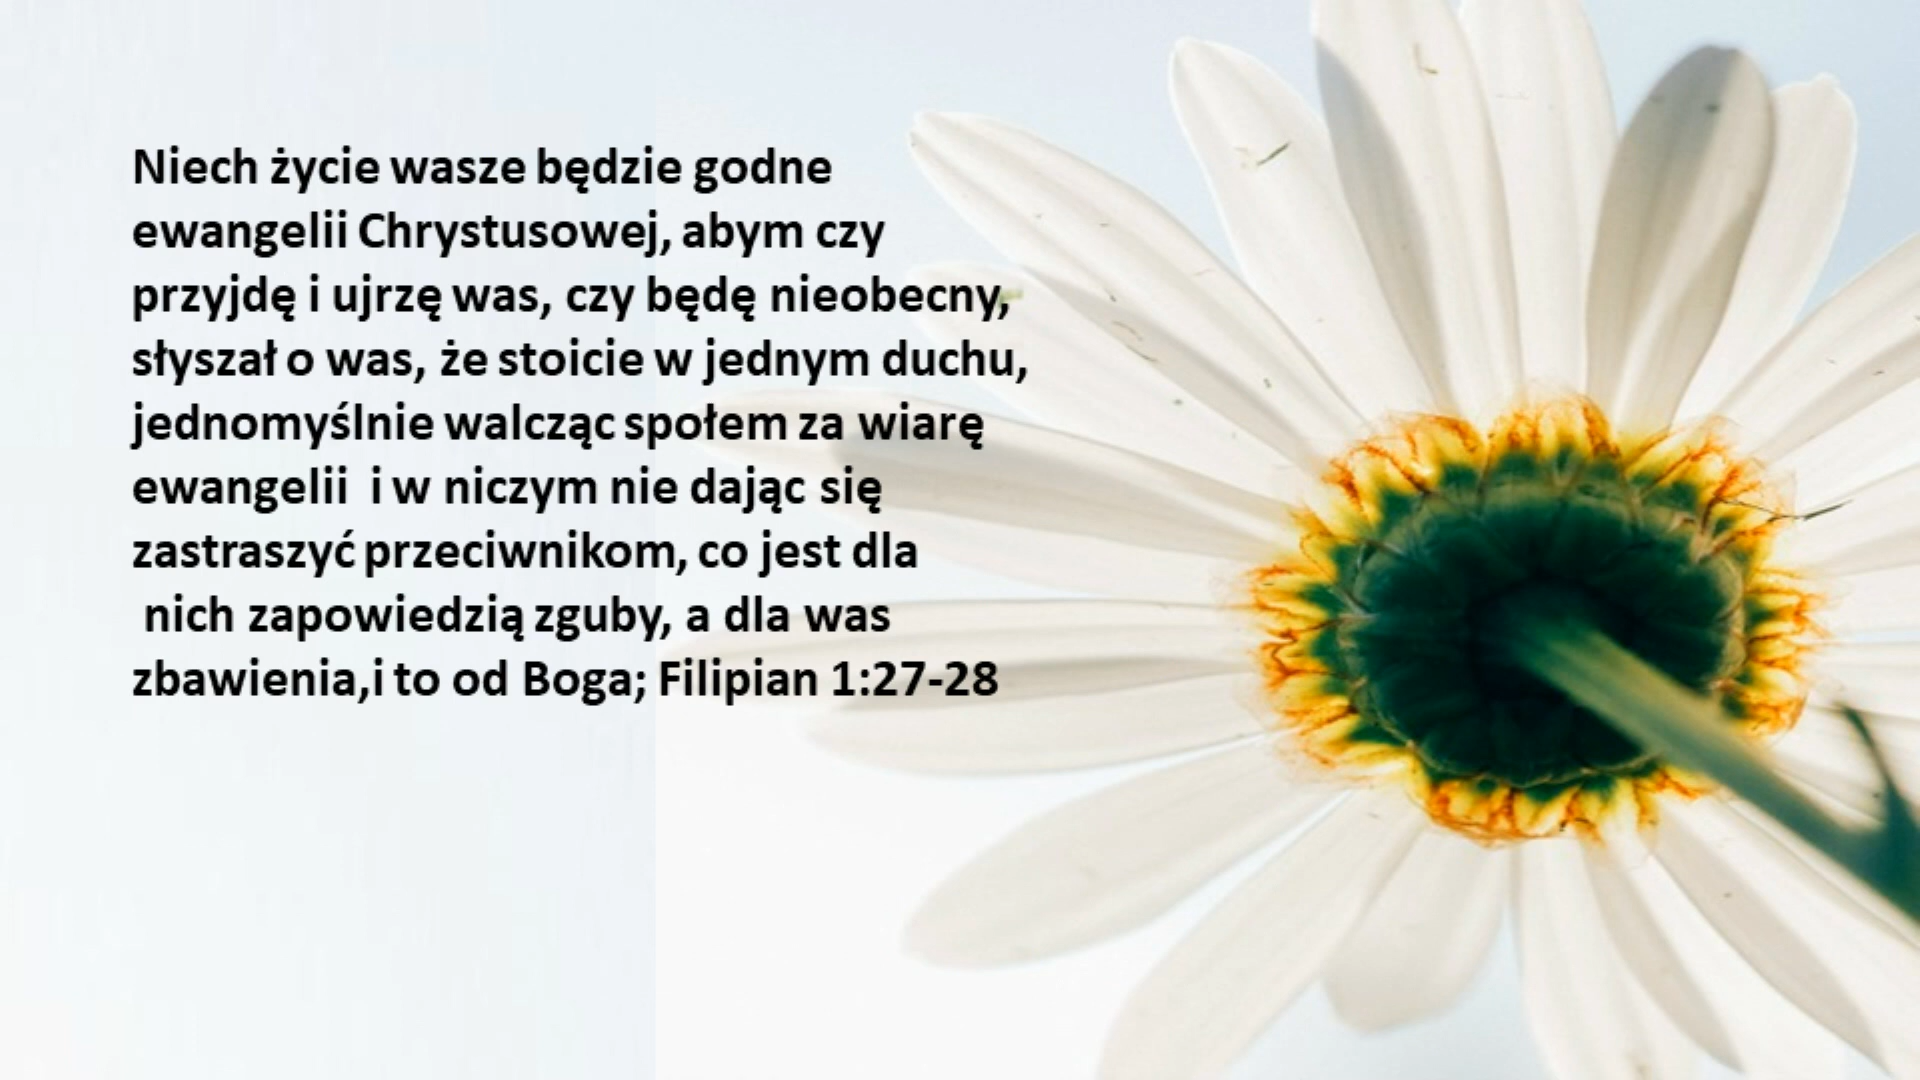 Niech życie wasze będzie godne
ewangelii Chrystusowej, abym czy
przyjdę i ujrzę was, czy będę nieobecny,
słyszał o was, że stoicie w jednym duchu,
jednomyślnie walcząc społem za wiarę
ewangelii  i w niczym nie dając się
zastraszyć przeciwnikom, co jest dla
nich zapowiedzią zguby, a dla was
zbawienia,i to od Boga; Filipian 1:27-28